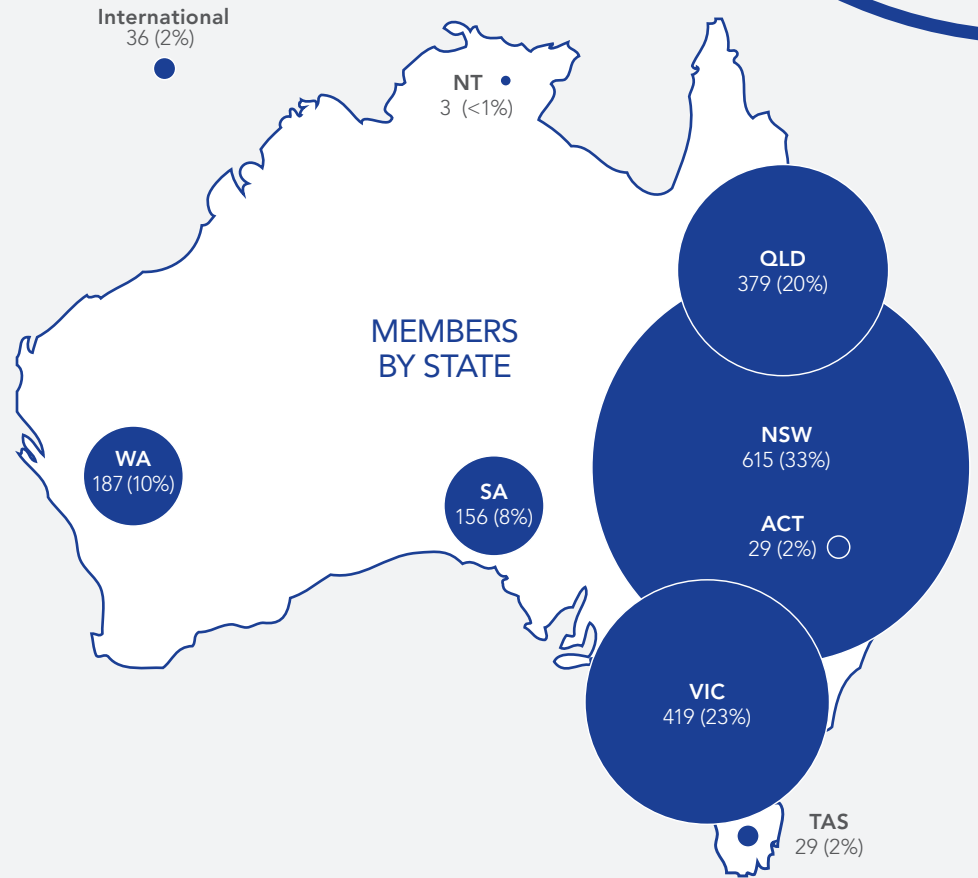 International
36 (2%)
NT
3 (<1%)
QLD
379 (20%)
MEMBERS
BY STATE
NSW
615 (33%)
WA
187 (10%)
SA
156 (8%)
ACT
29 (2%)
VIC
419 (23%)
TAS
29 (2%)